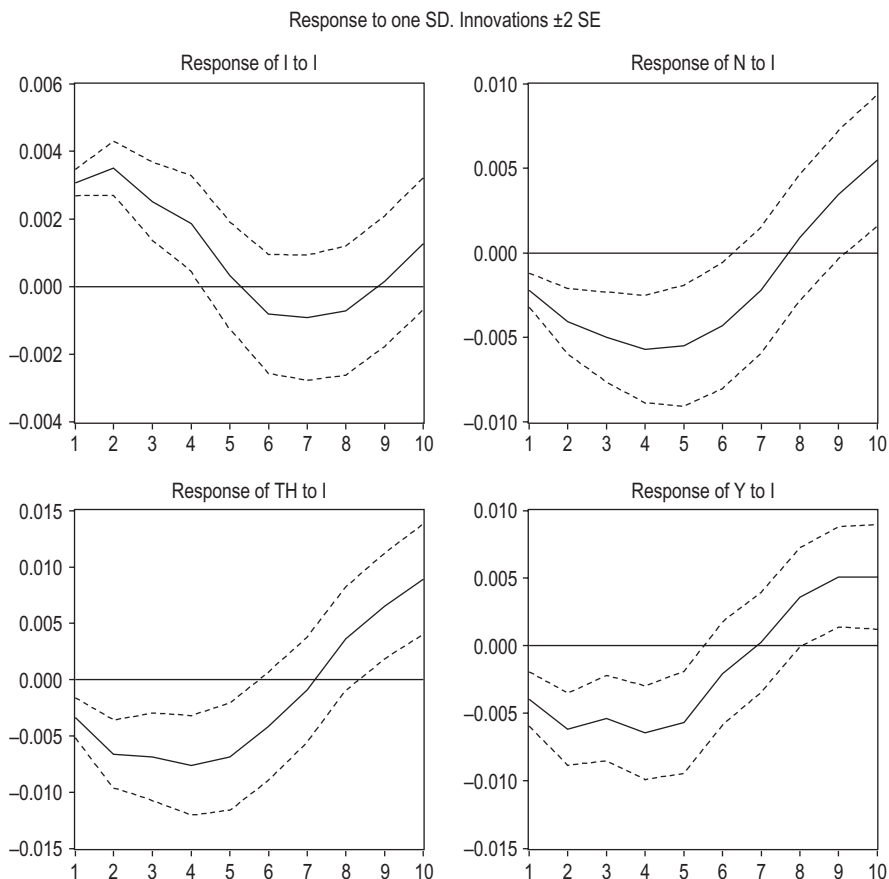 Response to one SD. Innovations ±2 SE
Response of I to I
0.006
0.004
0.002
0.000
–0.002
–0.004
1 2 3 4 5 6 7 8 9 10
Response of N to I
0.010
0.005
0.000
–0.005
–0.010
1 2 3 4 5 6 7 8 9 10
Response of TH to I
0.015
0.010
0.005
0.000
–0.005
–0.010
–0.015
1 2 3 4 5 6 7 8 9 10
Response of Y to I
0.010
0.005
0.000
–0.005
–0.010
–0.015
1 2 3 4 5 6 7 8 9 10